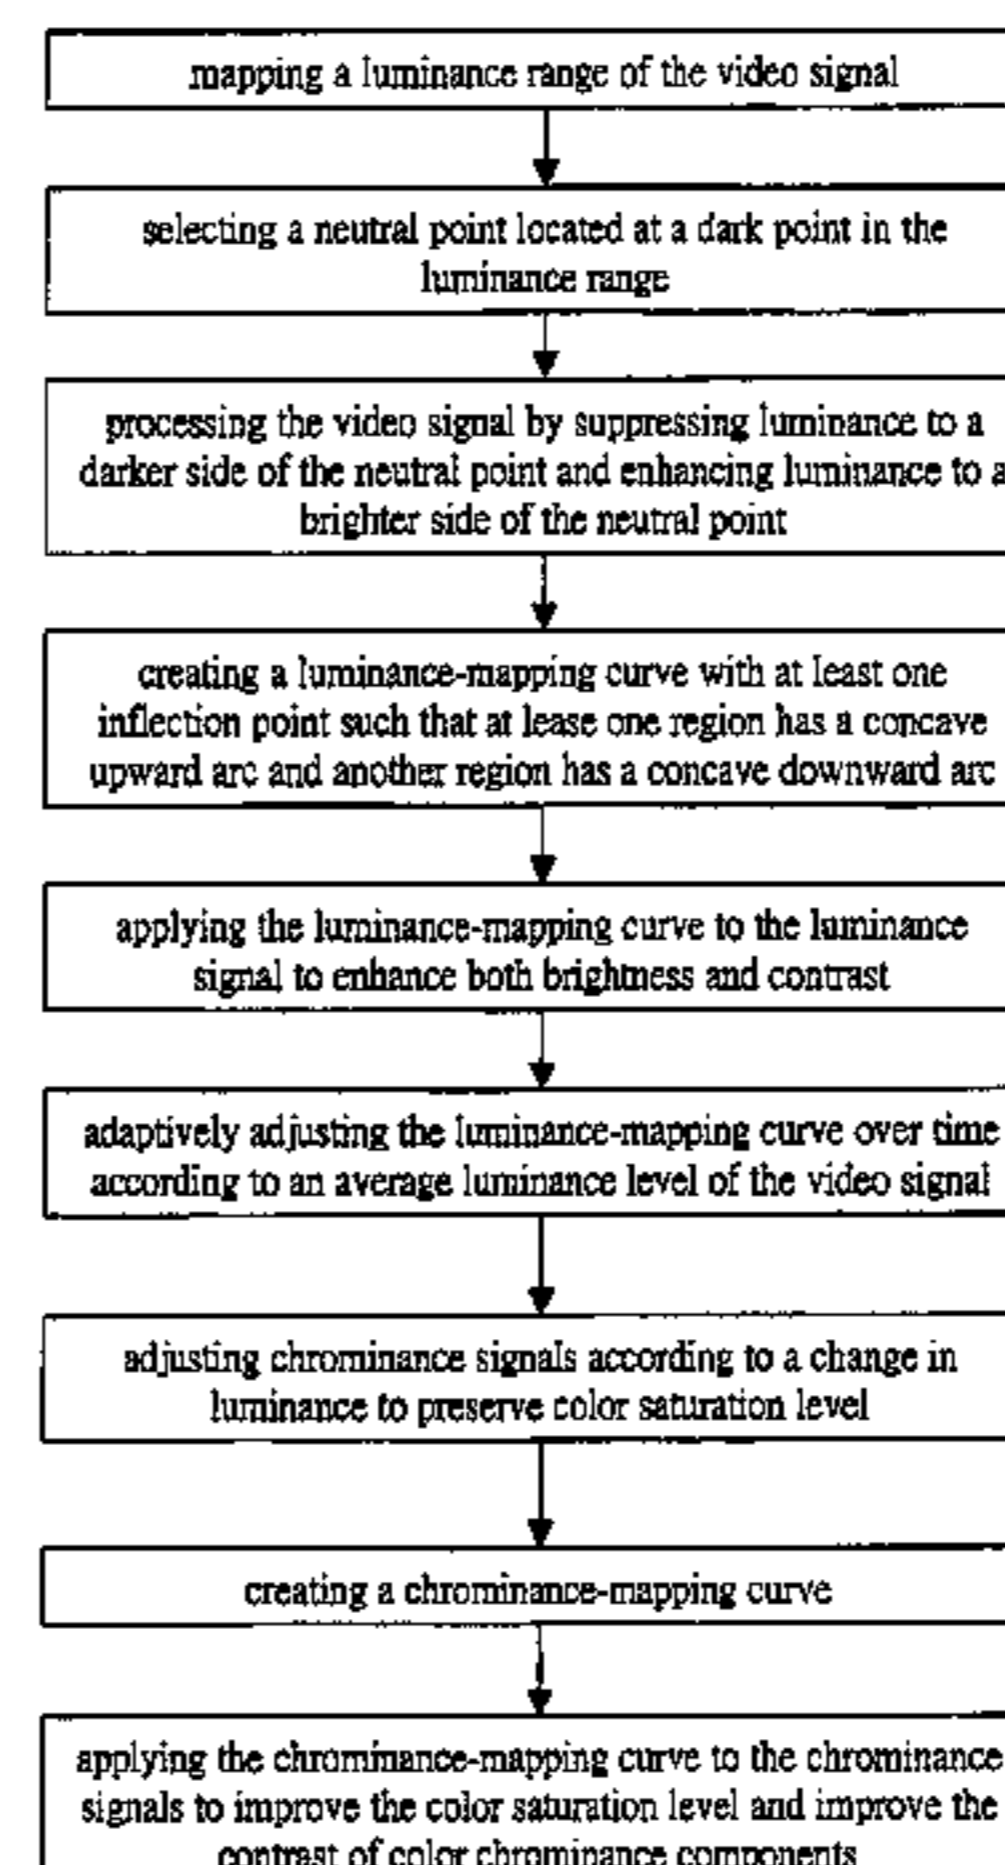 mapping a luminance range of the video signal
selecting a neutral point located at a dark point in the
luminance range
processing the video signal by suppressing luminance to a
darker side of the neutral point and enhancing luminance to a
brighter side of the neutral point
creating a luminance-mapping curve with at least one
inflection point such that at lease one region has a concave
upward arc and another region has a concave downward arc
applying the luminance-mapping curve to the luminance
signal to enhance both brightness and contrast
adaptively adjusting the luminance-mapping curve over time
according to an average luminance level of the video signal
adjusting chrominance signals according to a change in
luminance to preserve color saturation level
creating a chrominance-mapping curve
applying the chrominance-mapping curve to the chrominance
signals to improve the color saturation level and improve the
contrast of color chrominance components